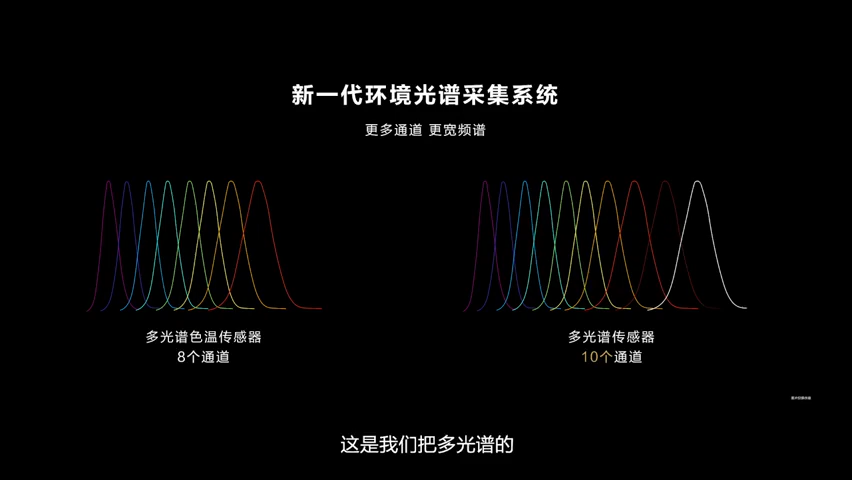 新一代环境光谱采集系统
更多通道 更宽频谱
多光谱色温传感器
8个通道
多光谱传感器
10个通道
这是我们把多光谱的